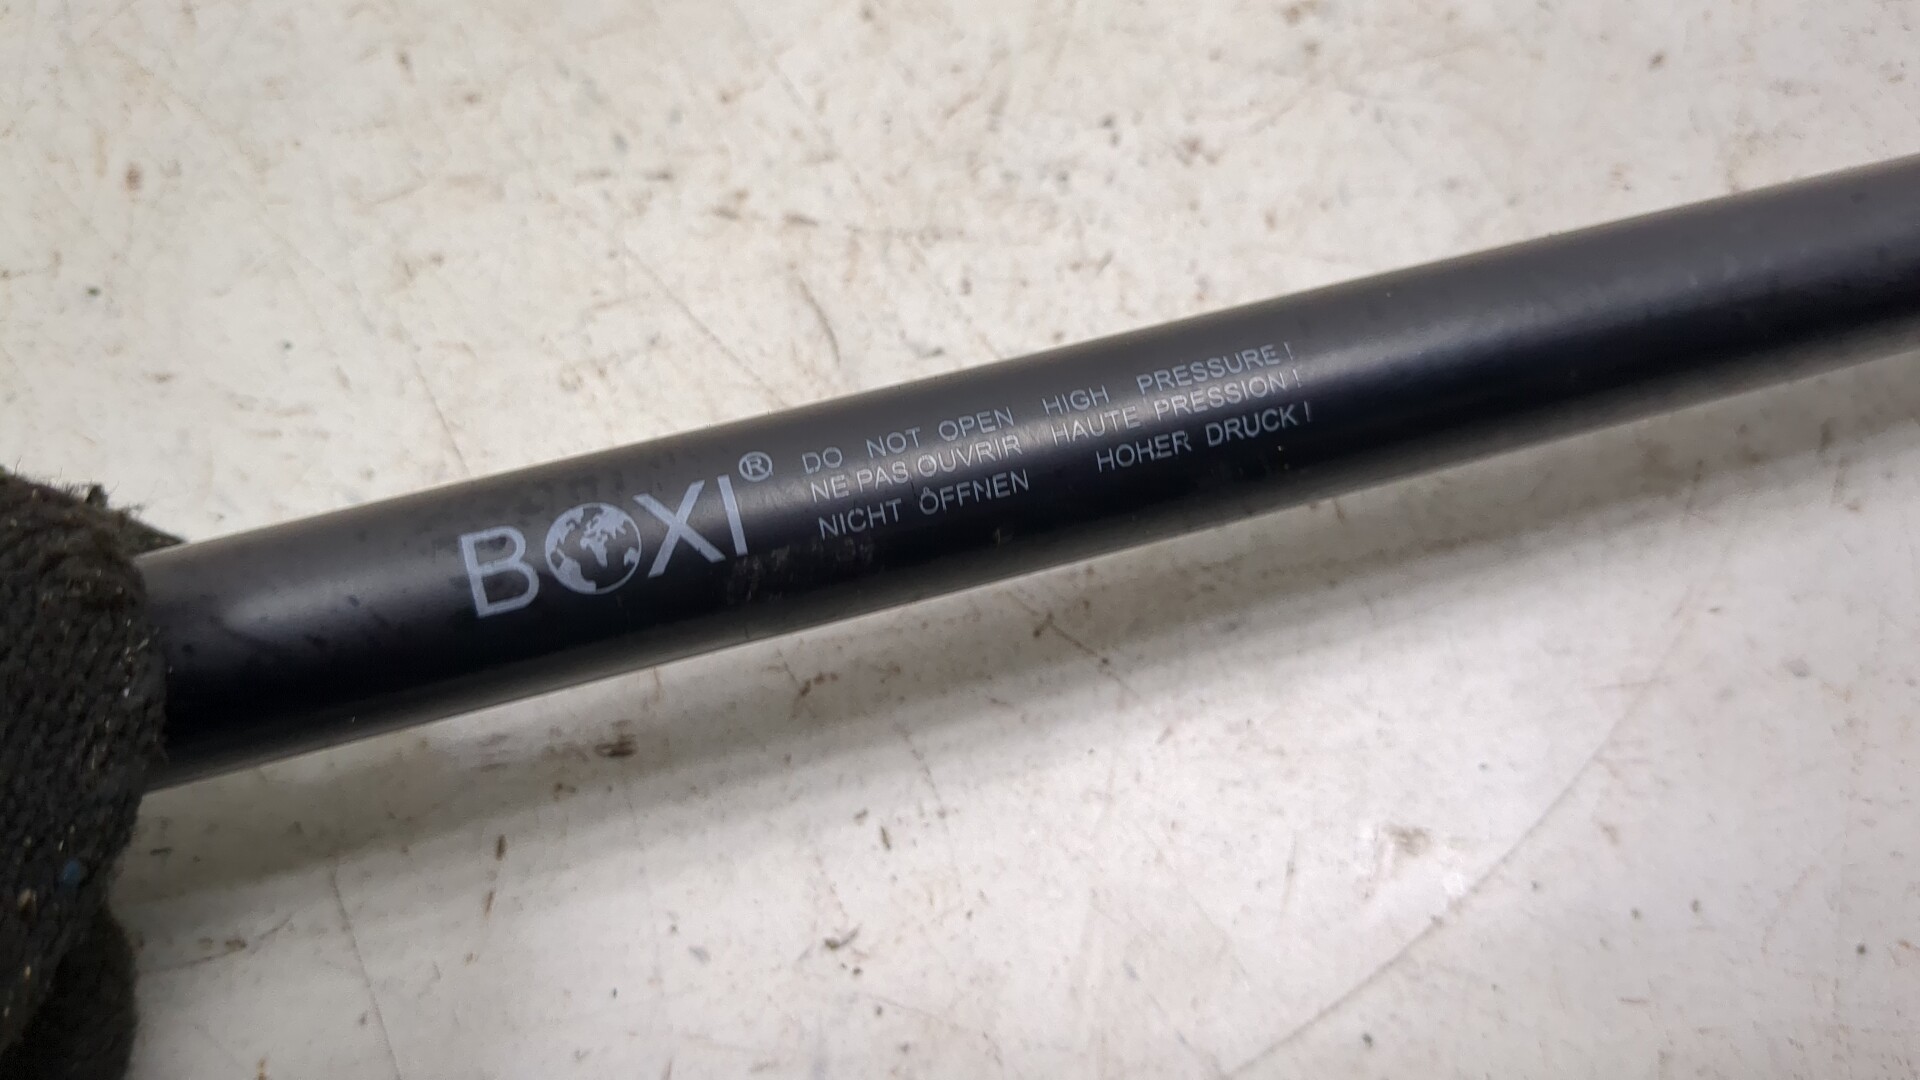 BOXI®
DO NOT OPEN HIGH PRESSURE!
NE PAS OUVRIR HAUTE PRESSION!
NICHT ÖFFNEN HOHER DRUCK!